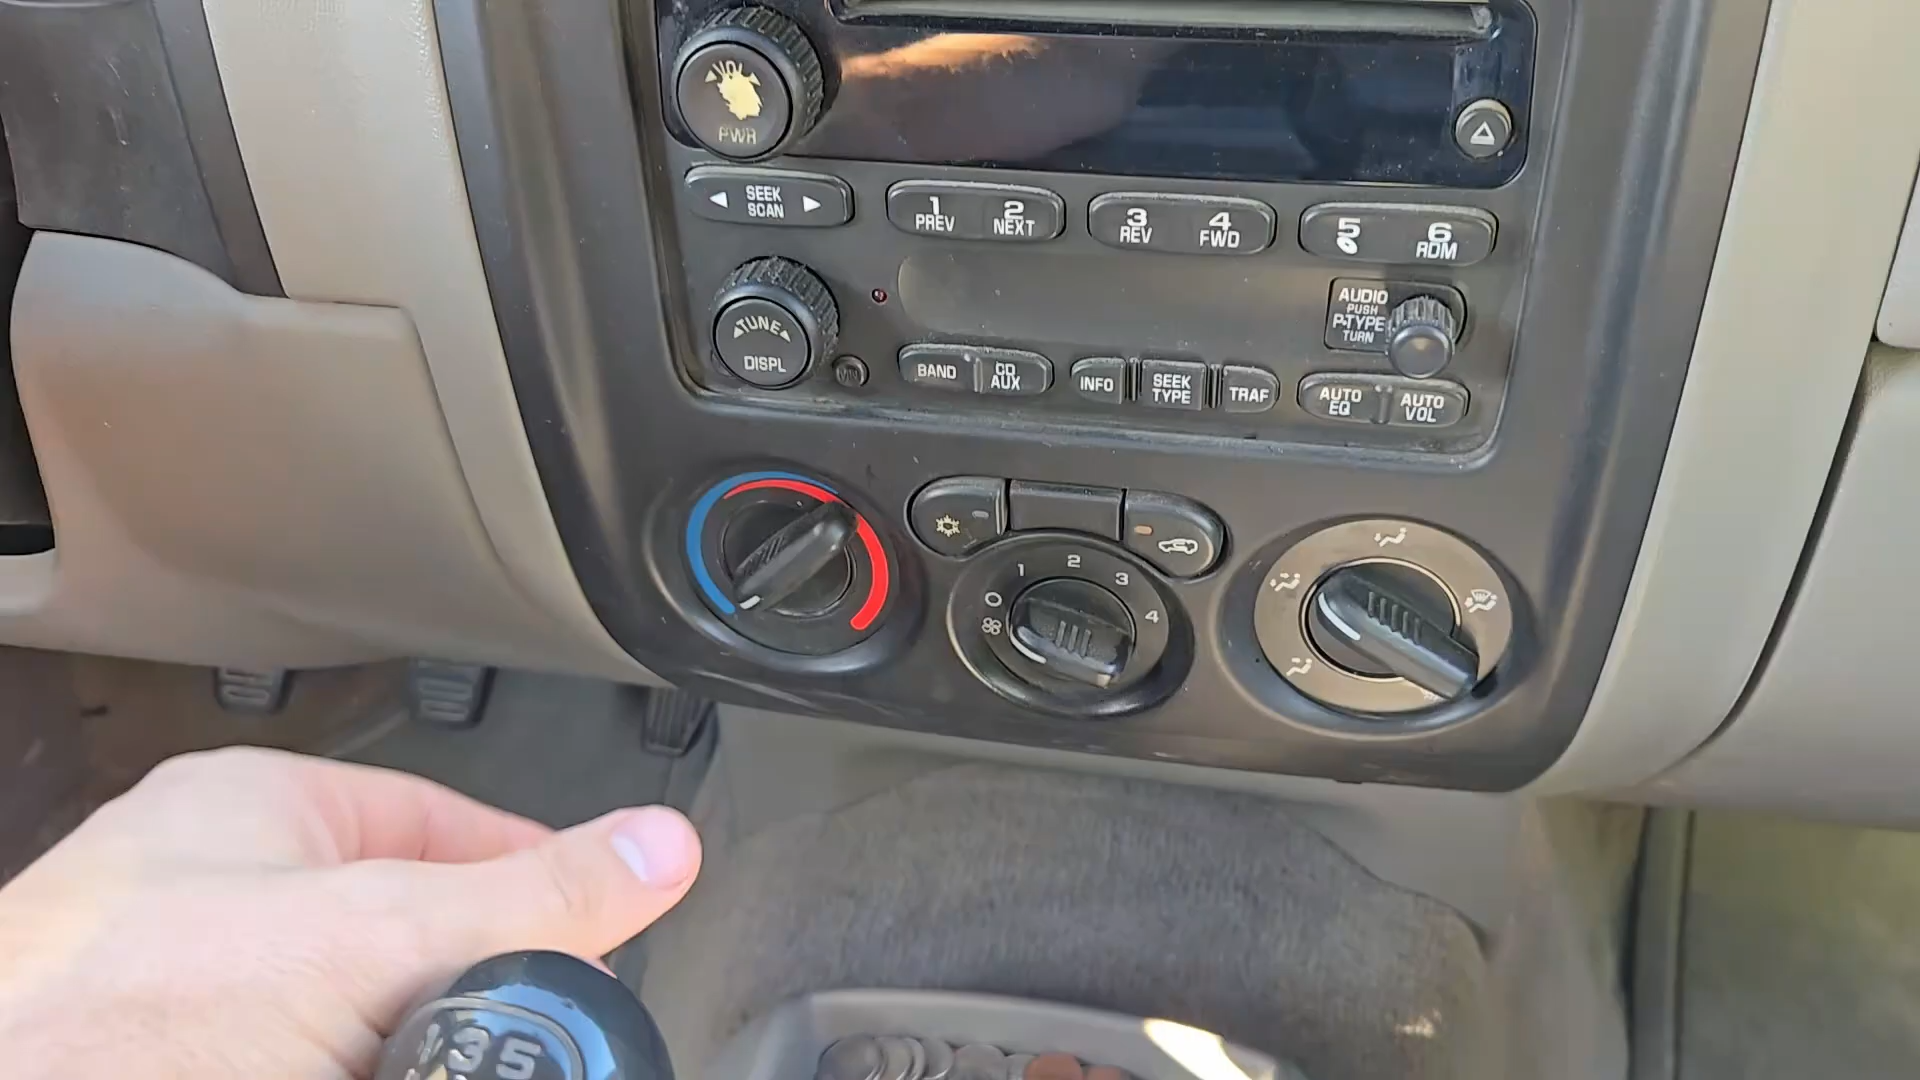 VOL
PWR
SEEK
SCAN
1
PREV
2
NEXT
3
REV
4
FWD
5
6
RDM
TUNE
DISPL
AUDIO
PUSH
P-TYPE
TURN
BAND
CD
AUX
INFO
SEEK
TYPE
TRAF
AUTO
EQ
AUTO
VOL
0
1
2
3
4
3 5